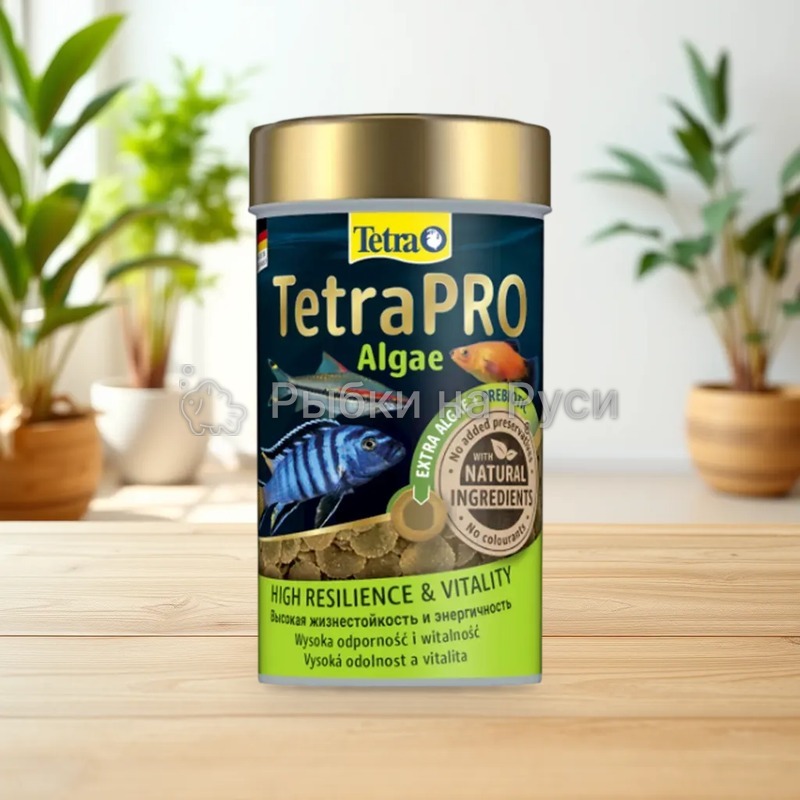 Tetra
TetraPRO
Algae
Рыбки на Руси
EXTRA ALGAE + PREBIOTIC
No added preservatives
WITH
NATURAL
INGREDIENTS
No colourants
HIGH RESILIENCE & VITALITY
Высокая жизнестойкость и энергичность
Wysoka odporność i witalność
Vysoká odolnost a vitalita